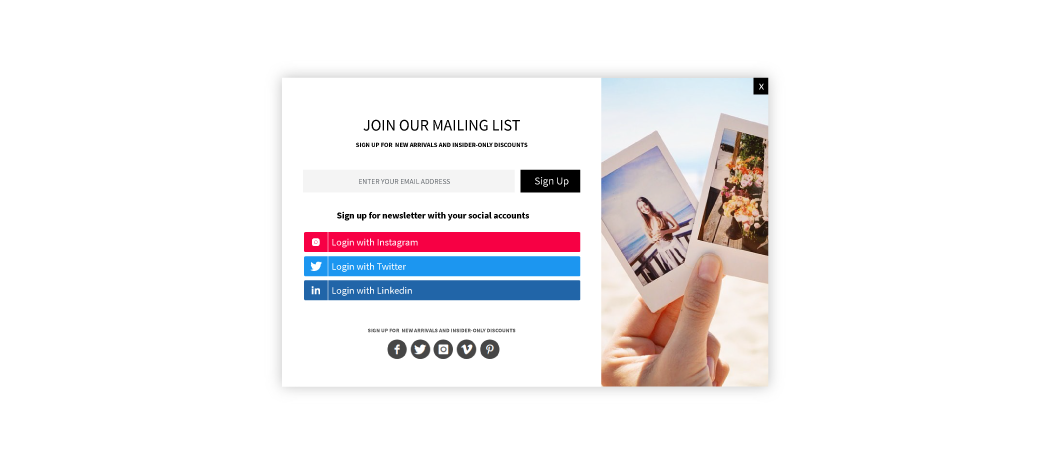 X
JOIN OUR MAILING LIST
SIGN UP FOR NEW ARRIVALS AND INSIDER-ONLY DISCOUNTS
ENTER YOUR EMAIL ADDRESS
Sign Up
Sign up for newsletter with your social accounts
Login with Instagram
Login with Twitter
in Login with Linkedin
SIGN UP FOR NEW ARRIVALS AND INSIDER-ONLY DISCOUNTS